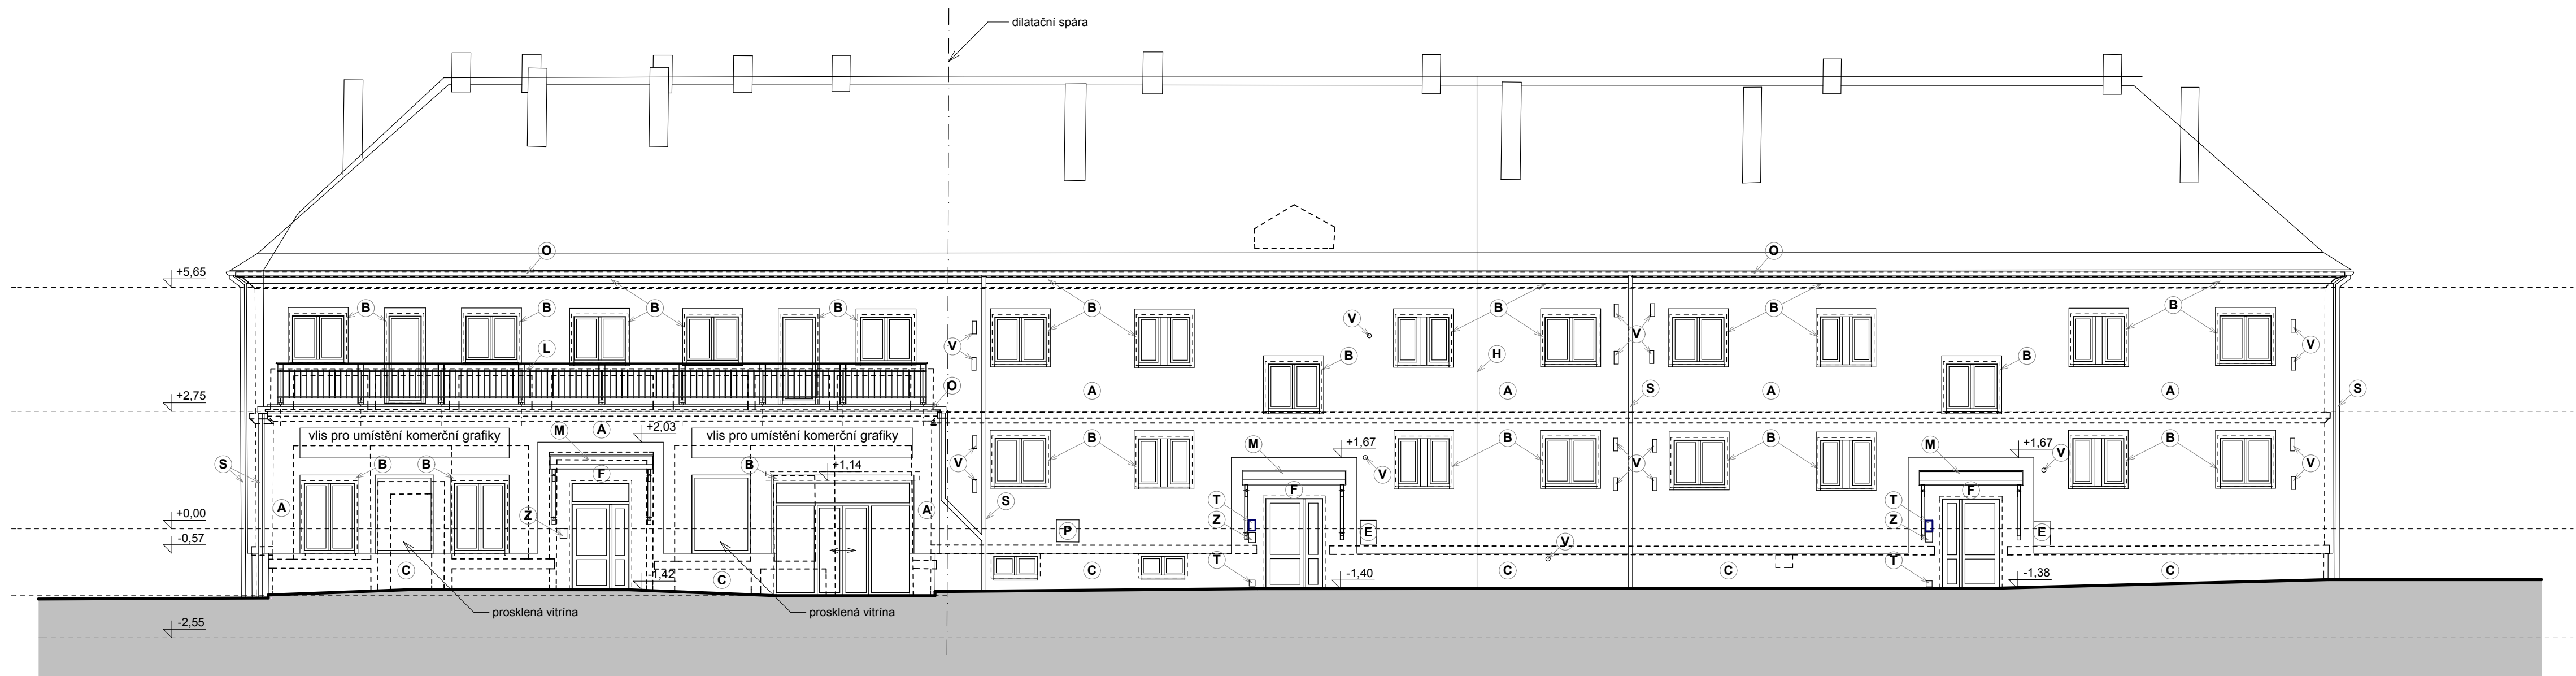 dilatační spára
O
O
+5,65
B
B
B
B
B
B
B
B
V
V
V
V
L
H
B
B
O
A
A
A
A
S
S
+2,75
vlis pro umístění komerční grafiky
M
A
+2,03
vlis pro umístění komerční grafiky
B
M
+1,67
B
B
M
+1,67
B
S
B
B
B
+1,14
V
V
V
V
V
F
F
F
A
Z
A
S
T
Z
T
Z
+0,00
P
E
E
-0,57
V
C
C
-1,42
C
T
-1,40
C
C
T
-1,38
C
prosklená vitrína
prosklená vitrína
-2,55